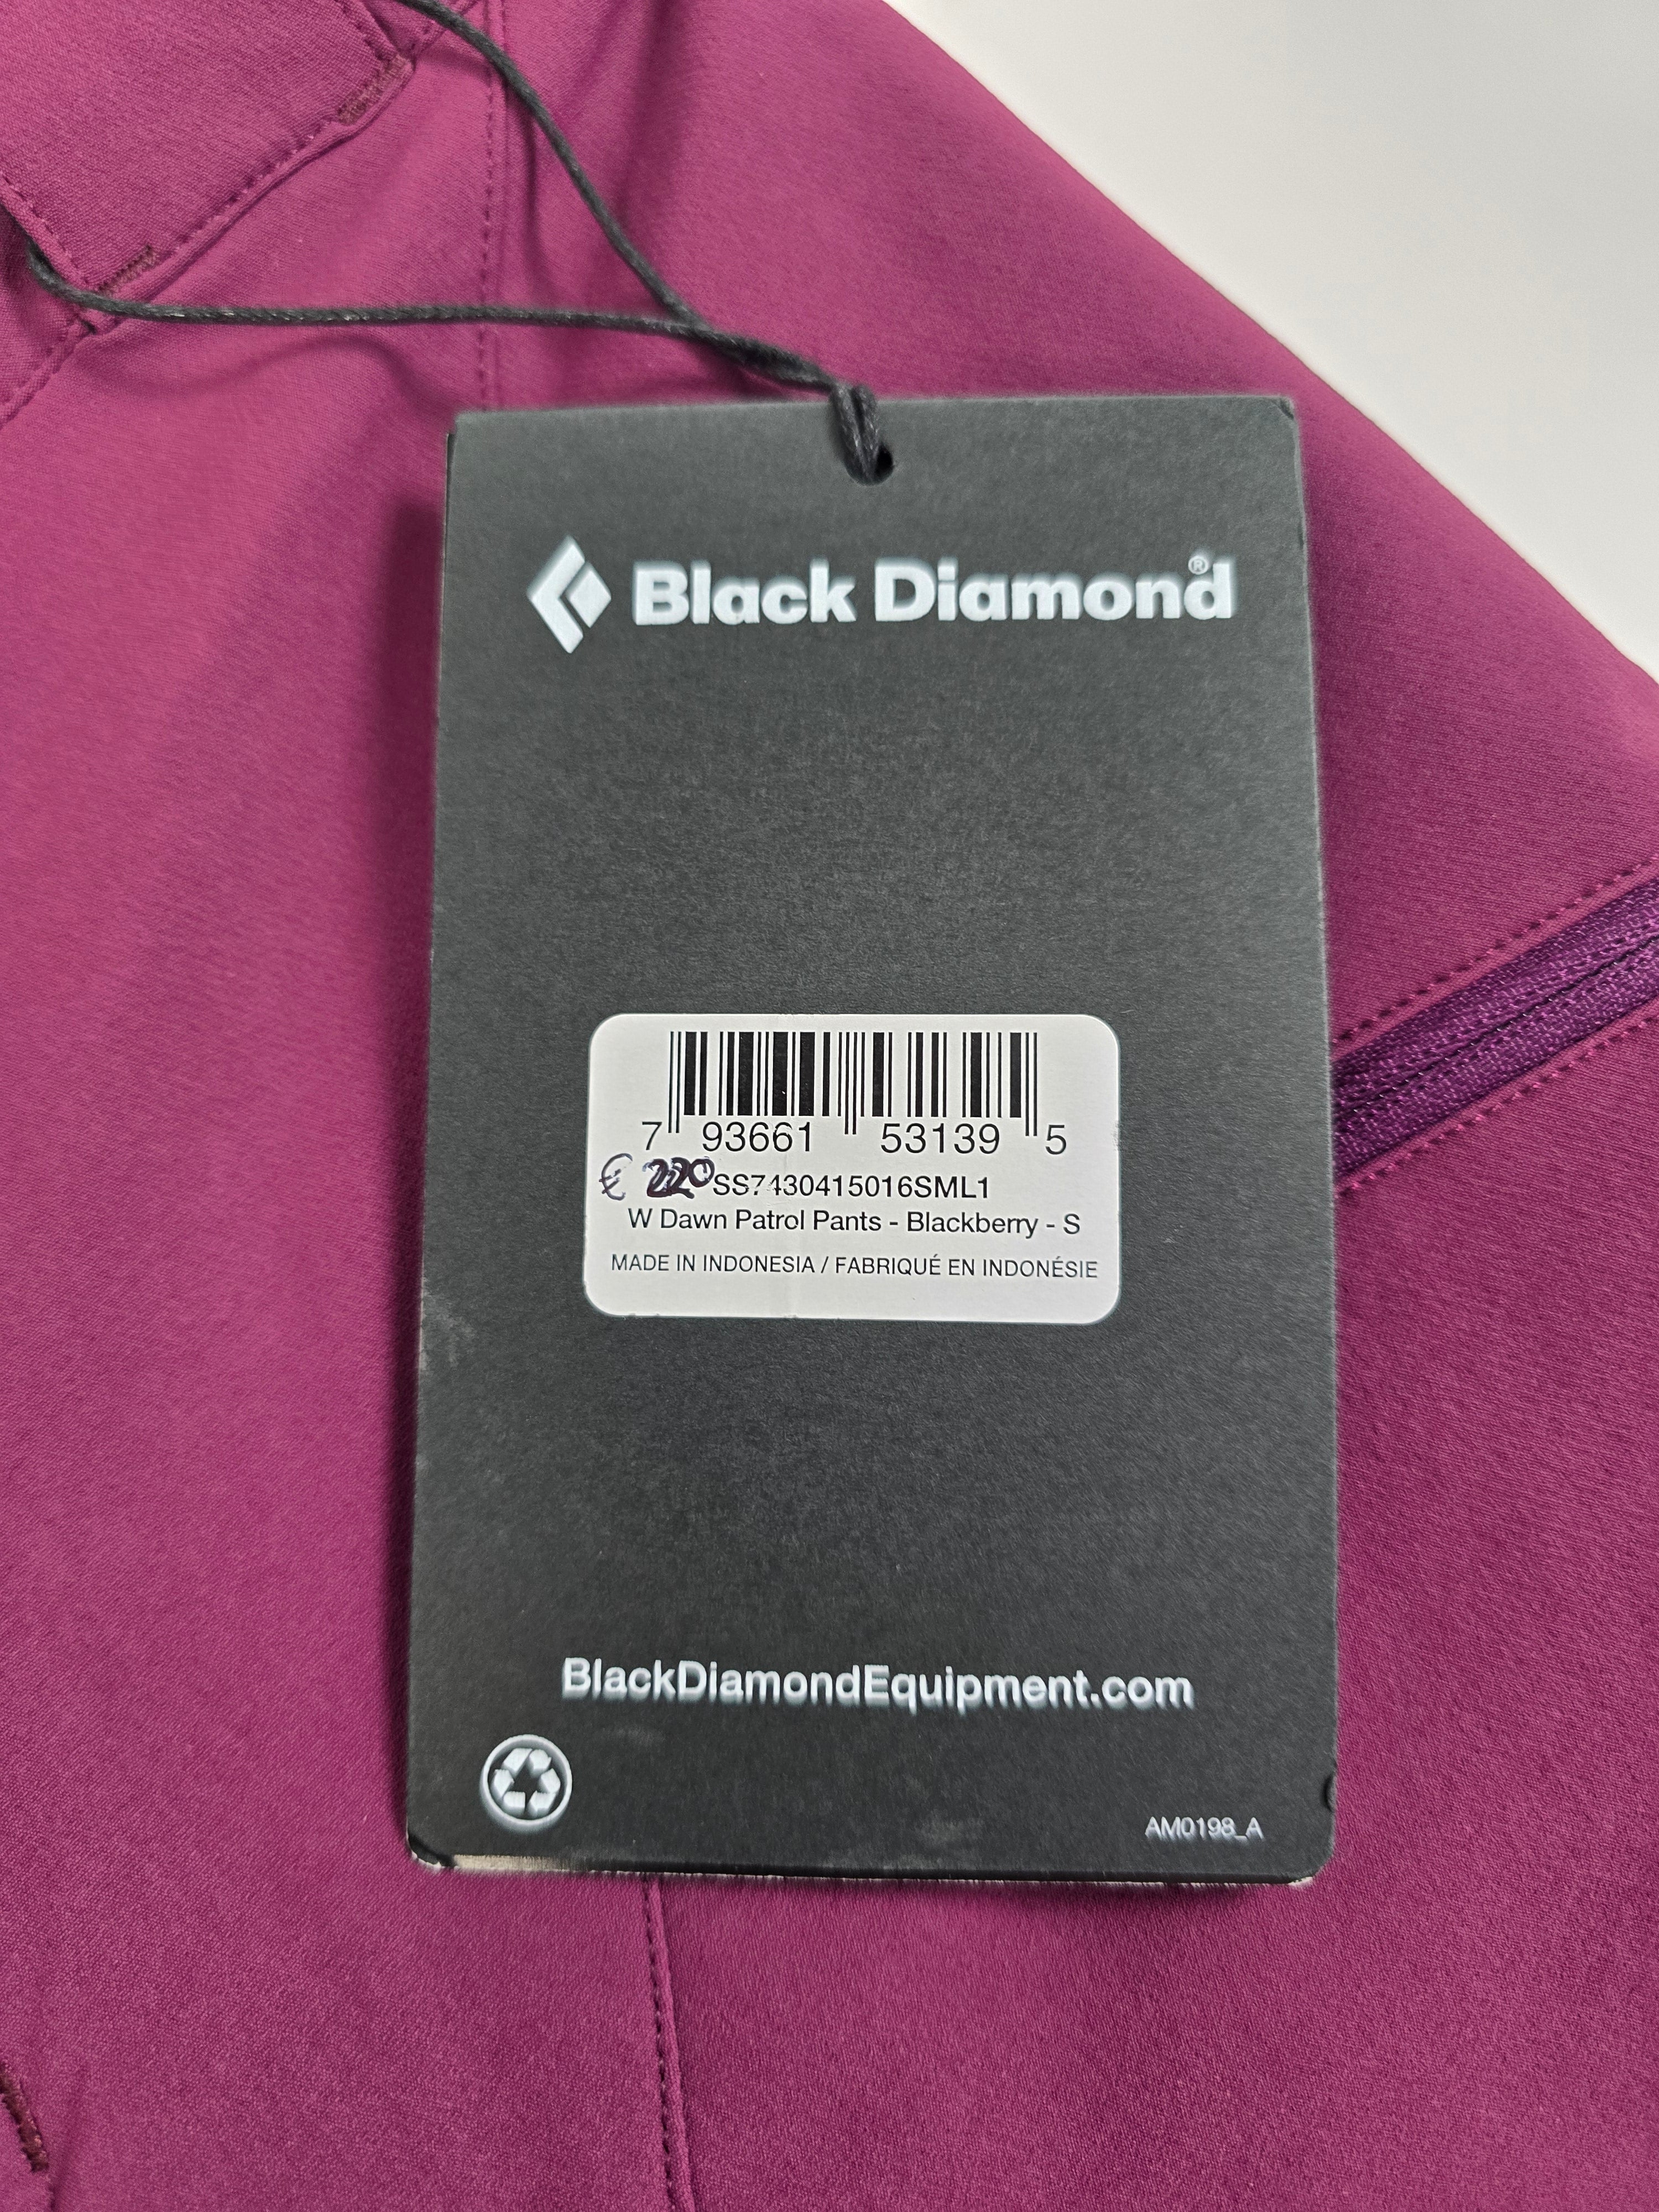 Black Diamond®
7 93661 53139 5
€ 220 SS7430415016SML1
W Dawn Patrol Pants - Blackberry - S
MADE IN INDONESIA / FABRIQUÉ EN INDONÉSIE
BlackDiamondEquipment.com
AM0198_A